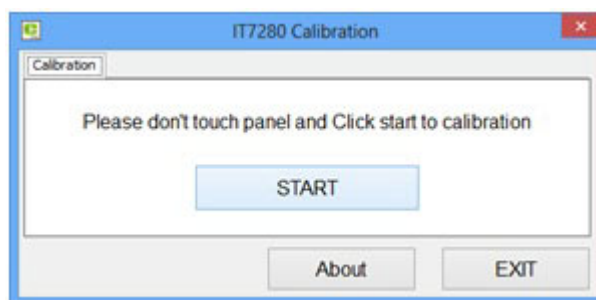 IT7280 Calibration
Calibration
Please don't touch panel and Click start to calibration
START
About EXIT